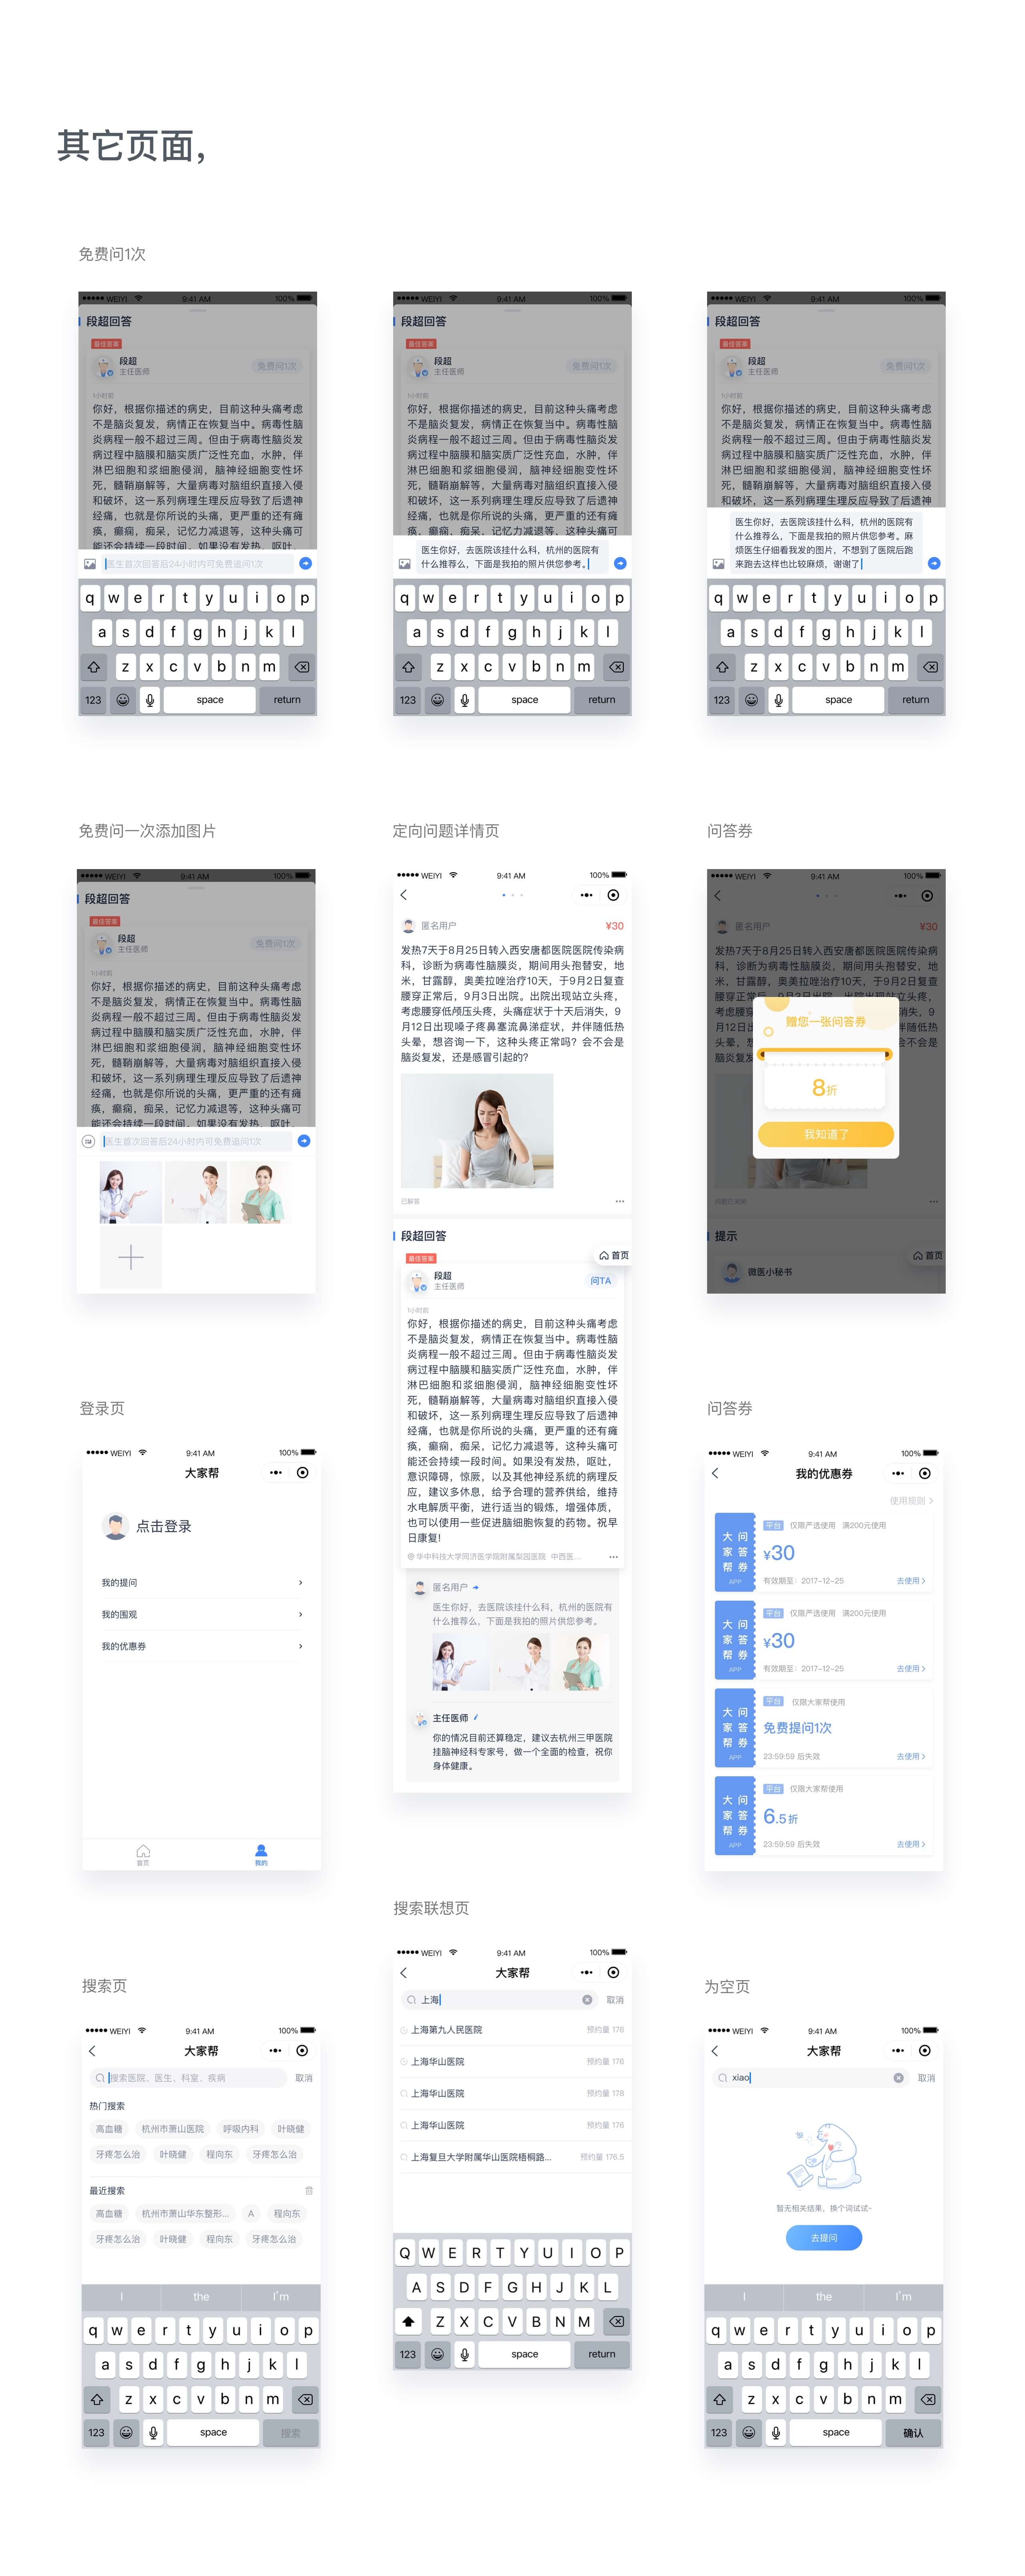 其它页面，
免费问1次
WEIYI 9:41 AM 100%
段超回答
最佳答案
段超
主任医师
免费问1次
1小时前
你好，根据你描述的病史，目前这种头痛考虑
不是脑炎复发，病情正在恢复当中。病毒性脑
炎病程一般不超过三周。但由于病毒性脑炎发
病过程中脑膜和脑实质广泛性充血，水肿，伴
淋巴细胞和浆细胞侵润，脑神经细胞变性坏
死，髓鞘崩解等，大量病毒对脑组织直接入侵
和破坏，这一系列病理生理反应导致了后遗神
经痛，也就是你所说的头痛，更严重的还有瘫
痪，癫痫，痴呆，记忆力减退等，这种头痛可
能还会持续一段时间。如果没有发热，呕吐，
医生首次回答后24小时内可免费追问1次
q w e r t y u i o p
a s d f g h j k l
z x c v b n m
123 space return
WEIYI 9:41 AM 100%
段超回答
最佳答案
段超
主任医师
免费问1次
1小时前
你好，根据你描述的病史，目前这种头痛考虑
不是脑炎复发，病情正在恢复当中。病毒性脑
炎病程一般不超过三周。但由于病毒性脑炎发
病过程中脑膜和脑实质广泛性充血，水肿，伴
淋巴细胞和浆细胞侵润，脑神经细胞变性坏
死，髓鞘崩解等，大量病毒对脑组织直接入侵
和破坏，这一系列病理生理反应导致了后遗神
经痛，也就是你所说的头痛，更严重的还有瘫
痪，癫痫，痴呆，记忆力减退等，这种头痛可
医生你好，去医院该挂什么科，杭州的医院有
什么推荐么，下面是我拍的照片供您参考。
q w e r t y u i o p
a s d f g h j k l
z x c v b n m
123 space return
WEIYI 9:41 AM 100%
段超回答
最佳答案
段超
主任医师
免费问1次
1小时前
你好，根据你描述的病史，目前这种头痛考虑
不是脑炎复发，病情正在恢复当中。病毒性脑
炎病程一般不超过三周。但由于病毒性脑炎发
病过程中脑膜和脑实质广泛性充血，水肿，伴
淋巴细胞和浆细胞侵润，脑神经细胞变性坏
死，髓鞘崩解等，大量病毒对脑组织直接入侵
和破坏，这一系列病理生理反应导致了后遗神
医生你好，去医院该挂什么科，杭州的医院有
什么推荐么，下面是我拍的照片供您参考。麻
烦医生仔细看我发的图片，不想到了医院后跑
来跑去这样也比较麻烦，谢谢了
q w e r t y u i o p
a s d f g h j k l
z x c v b n m
123 space return
免费问一次添加图片
WEIYI 9:41 AM 100%
段超回答
最佳答案
段超
主任医师
免费问1次
1小时前
你好，根据你描述的病史，目前这种头痛考虑
不是脑炎复发，病情正在恢复当中。病毒性脑
炎病程一般不超过三周。但由于病毒性脑炎发
病过程中脑膜和脑实质广泛性充血，水肿，伴
淋巴细胞和浆细胞侵润，脑神经细胞变性坏
死，髓鞘崩解等，大量病毒对脑组织直接入侵
和破坏，这一系列病理生理反应导致了后遗神
经痛，也就是你所说的头痛，更严重的还有瘫
痪，癫痫，痴呆，记忆力减退等，这种头痛可
能还会持续一段时间。如果没有发热，呕吐，
医生首次回答后24小时内可免费追问1次
定向问题详情页
WEIYI 9:41 AM 100%
匿名用户 ¥30
发热7天于8月25日转入西安唐都医院医院传染病
科，诊断为病毒性脑膜炎，期间用头孢替安，地
米，甘露醇，奥美拉唑治疗10天，于9月2日复查
腰穿正常后，9月3日出院。出院出现站立头疼，
考虑腰穿低颅压头疼，头痛症状于十天后消失，9
月12日出现嗓子疼鼻塞流鼻涕症状，并伴随低热
头晕，想咨询一下，这种头疼正常吗？会不会是
脑炎复发，还是感冒引起的？
已解答
段超回答
首页
最佳答案
段超
主任医师
问TA
1小时前
你好，根据你描述的病史，目前这种头痛考虑
不是脑炎复发，病情正在恢复当中。病毒性脑
炎病程一般不超过三周。但由于病毒性脑炎发
病过程中脑膜和脑实质广泛性充血，水肿，伴
淋巴细胞和浆细胞侵润，脑神经细胞变性坏
死，髓鞘崩解等，大量病毒对脑组织直接入侵
和破坏，这一系列病理生理反应导致了后遗神
经痛，也就是你所说的头痛，更严重的还有瘫
痪，癫痫，痴呆，记忆力减退等，这种头痛可
能还会持续一段时间。如果没有发热，呕吐，
意识障碍，惊厥，以及其他神经系统的病理反
应，建议多休息，给予合理的营养供给，维持
水电解质平衡，进行适当的锻炼，增强体质，
也可以使用一些促进脑细胞恢复的药物。祝早
日康复!
华中科技大学同济医学院附属梨园医院 中西医...
匿名用户
医生你好，去医院该挂什么科，杭州的医院有
什么推荐么，下面是我拍的照片供您参考。
主任医师
你的情况目前还算稳定，建议去杭州三甲医院
挂脑神经科专家号，做一个全面的检查，祝你
身体健康。
问答券
WEIYI 9:41 AM 100%
匿名用户 ¥30
发热7天于8月25日转入西安唐都医院医院传染病
科，诊断为病毒性脑膜炎，期间用头孢替安，地
米，甘露醇，奥美拉唑治疗10天，于9月2日复查
赠您一张问答券
8折
我知道了
提示
首页
微医小秘书
登录页
WEIYI 9:41 AM 100%
大家帮
点击登录
我的提问
我的围观
我的优惠券
首页 我的
问答券
WEIYI 9:41 AM 100%
我的优惠券
使用规则
大家帮 问答券 APP
平台 仅限严选使用 满200元使用
¥30
有效期至：2017-12-25 去使用
大家帮 问答券 APP
平台 仅限严选使用 满200元使用
¥30
有效期至：2017-12-25 去使用
大家帮 问答券 APP
平台 仅限大家帮使用
免费提问1次
23:59:59 后失效 去使用
大家帮 问答券 APP
平台 仅限大家帮使用
6.5折
23:59:59 后失效 去使用
搜索联想页
WEIYI 9:41 AM 100%
大家帮
上海 取消
上海第九人民医院 预约量 176
上海华山医院 预约量 176
上海华山医院 预约量 178
上海华山医院 预约量 176
上海复旦大学附属华山医院梧桐路... 预约量 176.5
Q W E R T Y U I O P
A S D F G H J K L
Z X C V B N M
123 space return
搜索页
WEIYI 9:41 AM 100%
大家帮
搜索医院、医生、科室、疾病 取消
热门搜索
高血糖 杭州市萧山医院 呼吸内科 叶晓健
牙疼怎么治 叶晓健 程向东 牙疼怎么治
最近搜索
高血糖 杭州市萧山华东整形... A 程向东
牙疼怎么治 叶晓健 程向东 牙疼怎么治
I the I'm
q w e r t y u i o p
a s d f g h j k l
z x c v b n m
123 space 搜索
为空页
WEIYI 9:41 AM 100%
大家帮
xiao 取消
暂无相关结果，换个词试试~
去提问
I the I'm
q w e r t y u i o p
a s d f g h j k l
z x c v b n m
123 space 确认